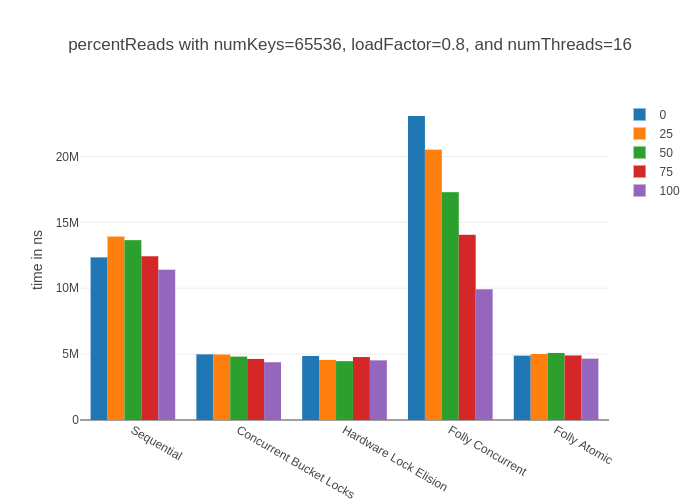 percentReads with numKeys=65536, loadFactor=0.8, and numThreads=16
0
25
50
75
100
time in ns
20M
15M
10M
5M
0
Sequential
Concurrent Bucket Locks
Hardware Lock Elision
Folly Concurrent
Folly Atomic